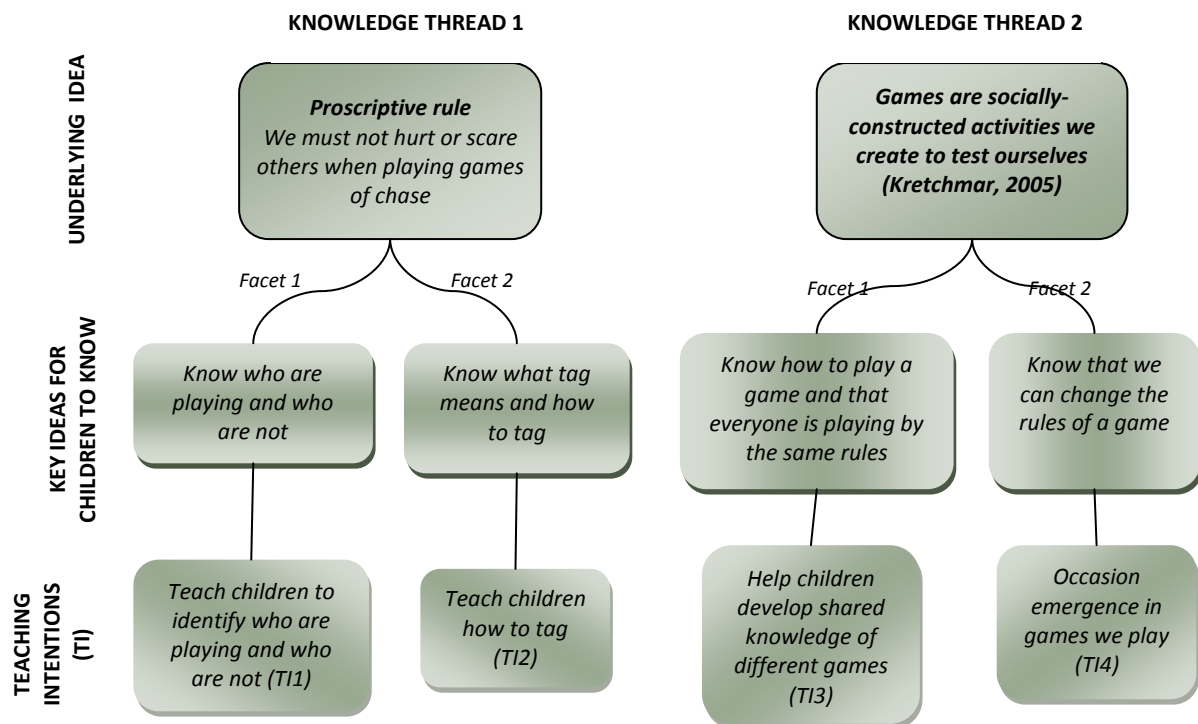 KNOWLEDGE THREAD 1
KNOWLEDGE THREAD 2
UNDERLYING IDEA
Proscriptive rule
We must not hurt or scare
others when playing games
of chase
Games are socially-
constructed activities we
create to test ourselves
(Kretchmar, 2005)
Facet 1
Facet 2
Facet 1
Facet 2
KEY IDEAS FOR
CHILDREN TO KNOW
Know who are
playing and who
are not
Know what tag
means and how
to tag
Know how to play a
game and that
everyone is playing by
the same rules
Know that we
can change the
rules of a game
TEACHING
INTENTIONS
(TI)
Teach children to
identify who are
playing and who
are not (TI1)
Teach children
how to tag
(TI2)
Help children
develop shared
knowledge of
different games
(TI3)
Occasion
emergence in
games we play
(TI4)